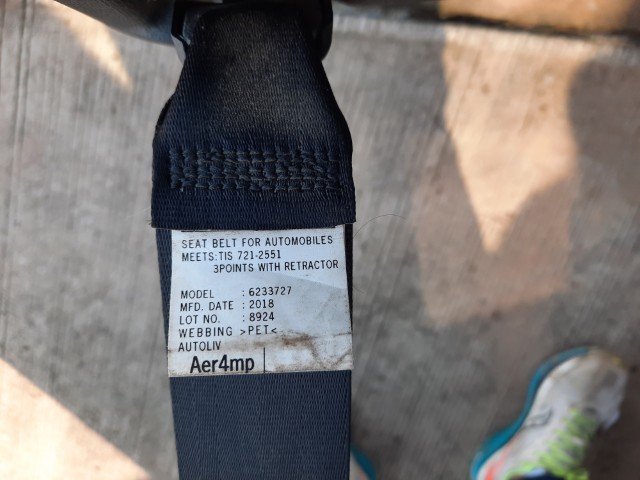 SEAT BELT FOR AUTOMOBILES
MEETS:TIS 721-2551
3POINTS WITH RETRACTOR
MODEL : 6233727
MFD. DATE : 2018
LOT NO. : 8924
WEBBING >PET<
AUTOLIV
Aer4mp